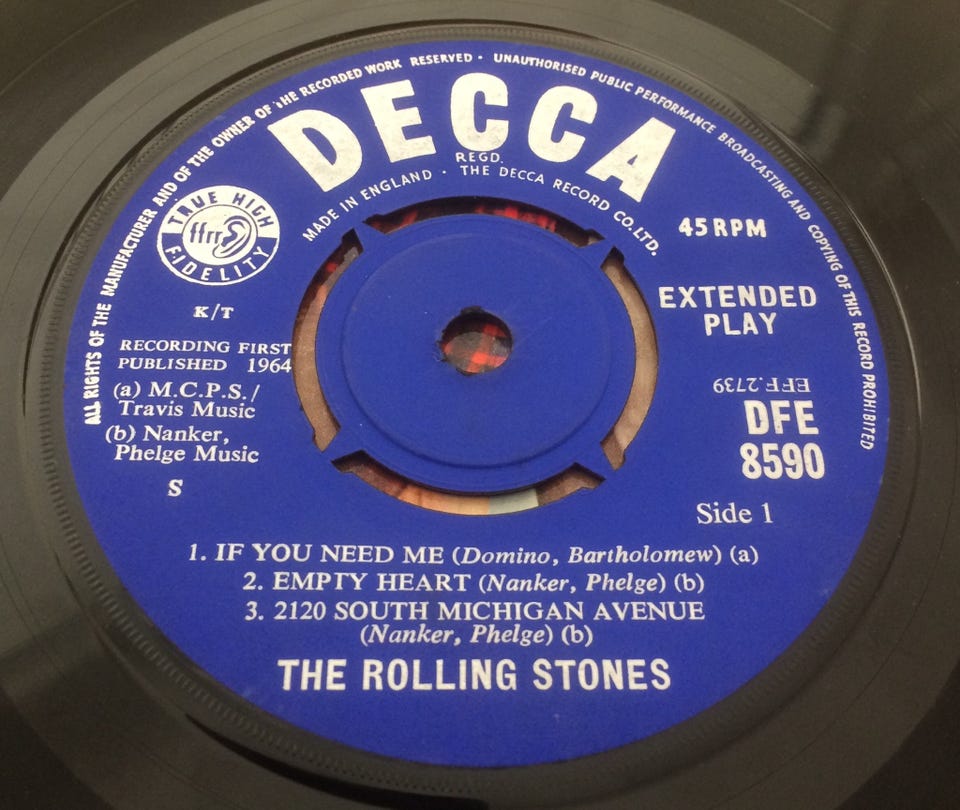 ALL RIGHTS OF THE MANUFACTURER AND OF THE OWNER OF THE RECORDED WORK RESERVED · UNAUTHORISED PUBLIC PERFORMANCE BROADCASTING AND COPYING OF THIS RECORD PROHIBITED
DECCA
REGD.
MADE IN ENGLAND · THE DECCA RECORD CO. LTD.
TRUE HIGH
ffrr
FIDELITY
45 RPM
K/T
EXTENDED
PLAY
RECORDING FIRST
PUBLISHED 1964
(a) M.C.P.S./
Travis Music
(b) Nanker,
Phelge Music
S
EFF.2739
DFE
8590
Side 1
1. IF YOU NEED ME (Domino, Bartholomew) (a)
2. EMPTY HEART (Nanker, Phelge) (b)
3. 2120 SOUTH MICHIGAN AVENUE
(Nanker, Phelge) (b)
THE ROLLING STONES